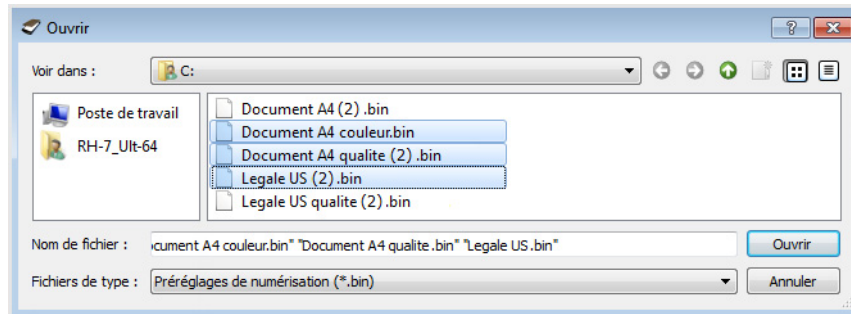 Ouvrir
Voir dans :
C:
Poste de travail
RH-7_Ult-64
Document A4 (2) .bin
Document A4 couleur.bin
Document A4 qualite (2) .bin
Legale US (2).bin
Legale US qualite (2).bin
Nom de fichier : cument A4 couleur.bin" "Document A4 qualite.bin" "Legale US.bin" Ouvrir
Fichiers de type : Préréglages de numérisation (*.bin) Annuler